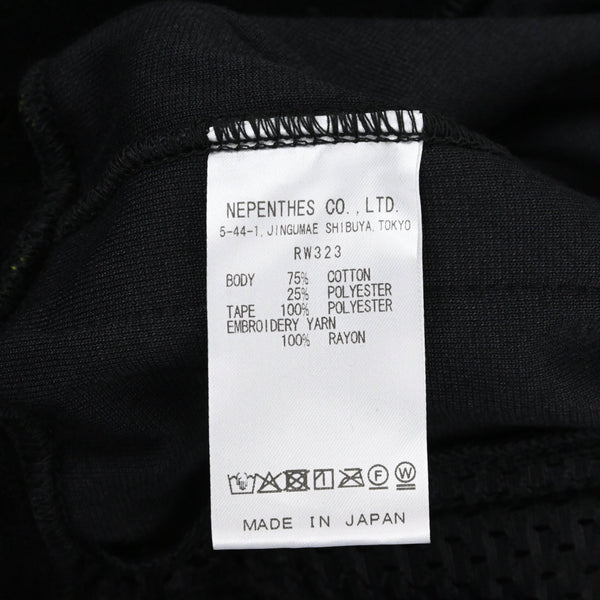 NEPENTHES CO.,LTD.
5-44-1, JINGUMAE SHIBUYA, TOKYO
RW323
BODY 75% COTTON
25% POLYESTER
TAPE 100% POLYESTER
EMBROIDERY YARN
100% RAYON
F W
MADE IN JAPAN